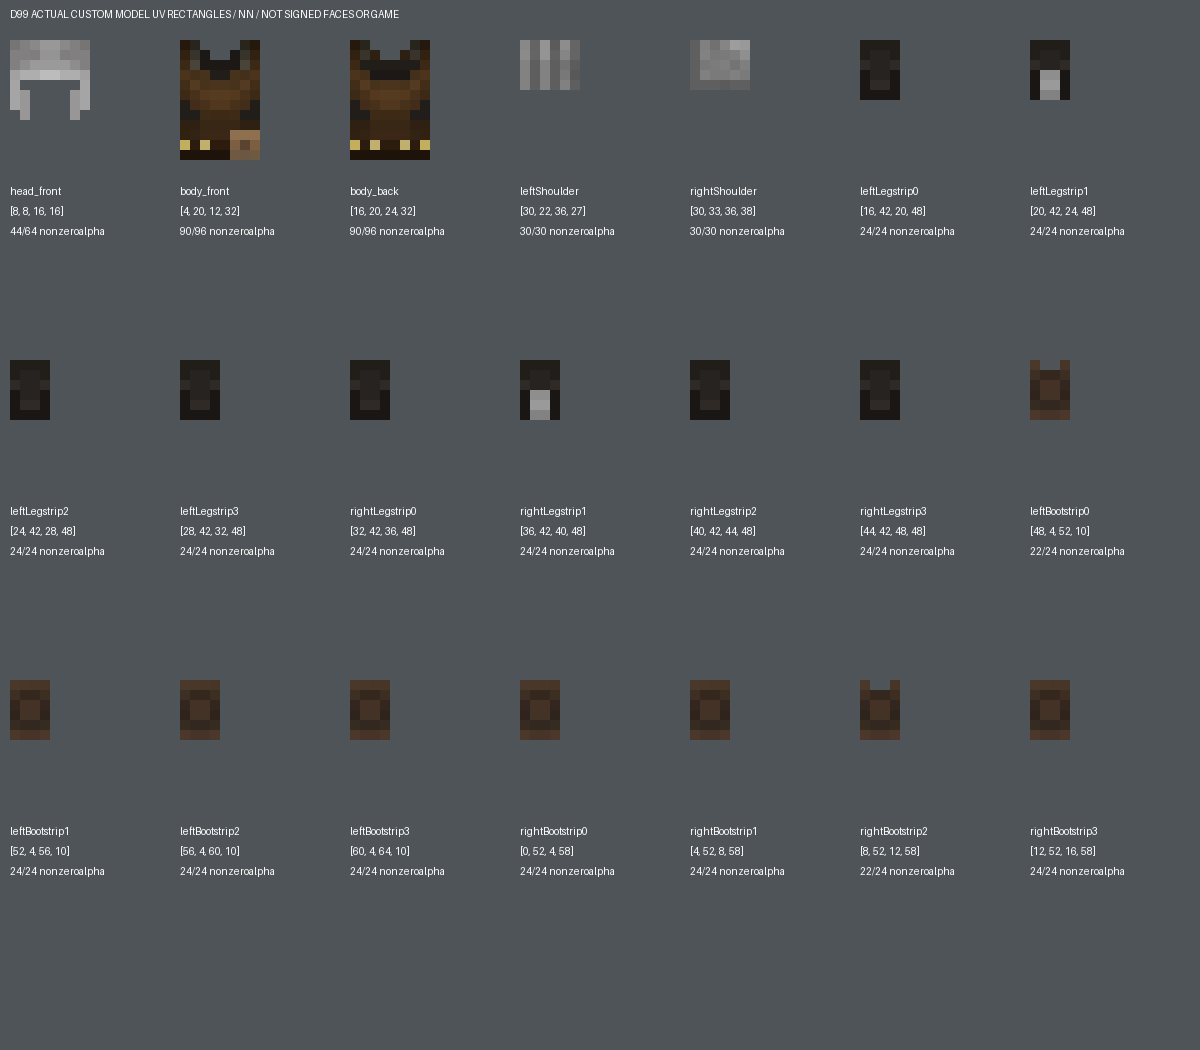 D99 ACTUAL CUSTOM MODEL UV RECTANGLES / NN / NOT SIGNED FACES OR GAME
head_front body_front body_back leftShoulder rightShoulder leftLegstrip0 leftLegstrip1
[8, 8, 16, 16] [4, 20, 12, 32] [16, 20, 24, 32] [30, 22, 36, 27] [30, 33, 36, 38] [16, 42, 20, 48] [20, 42, 24, 48]
44/64 nonzeroalpha 90/96 nonzeroalpha 90/96 nonzeroalpha 30/30 nonzeroalpha 30/30 nonzeroalpha 24/24 nonzeroalpha 24/24 nonzeroalpha
leftLegstrip2 leftLegstrip3 rightLegstrip0 rightLegstrip1 rightLegstrip2 rightLegstrip3 leftBootstrip0
[24, 42, 28, 48] [28, 42, 32, 48] [32, 42, 36, 48] [36, 42, 40, 48] [40, 42, 44, 48] [44, 42, 48, 48] [48, 4, 52, 10]
24/24 nonzeroalpha 24/24 nonzeroalpha 24/24 nonzeroalpha 24/24 nonzeroalpha 24/24 nonzeroalpha 24/24 nonzeroalpha 22/24 nonzeroalpha
leftBootstrip1 leftBootstrip2 leftBootstrip3 rightBootstrip0 rightBootstrip1 rightBootstrip2 rightBootstrip3
[52, 4, 56, 10] [56, 4, 60, 10] [60, 4, 64, 10] [0, 52, 4, 58] [4, 52, 8, 58] [8, 52, 12, 58] [12, 52, 16, 58]
24/24 nonzeroalpha 24/24 nonzeroalpha 24/24 nonzeroalpha 24/24 nonzeroalpha 24/24 nonzeroalpha 22/24 nonzeroalpha 24/24 nonzeroalpha